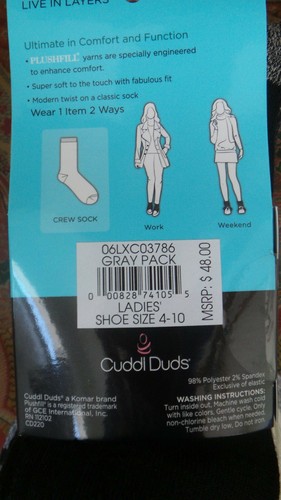 LIVE IN LAYERS
Ultimate in Comfort and Function
• PLUSHFILL® yarns are specially engineered
to enhance comfort.
• Super soft to the touch with fabulous fit
• Modern twist on a classic sock
Wear 1 Item 2 Ways
CREW SOCK
Work
Weekend
06LXC03786
GRAY PACK
0 00828 74105 5
LADIES'
SHOE SIZE 4-10
MSRP: $ 48.00
Cuddl Duds®
98% Polyester 2% Spandex
Exclusive of elastic
WASHING INSTRUCTIONS:
Turn inside out. Machine wash cold
with like colors. Gentle cycle. Only
non-chlorine bleach when needed.
Tumble dry low. Do not iron.
Cuddl Duds® a Komar brand
Plushfill® is a registered trademark
of GCE International, Inc.
RN 112102
CD220